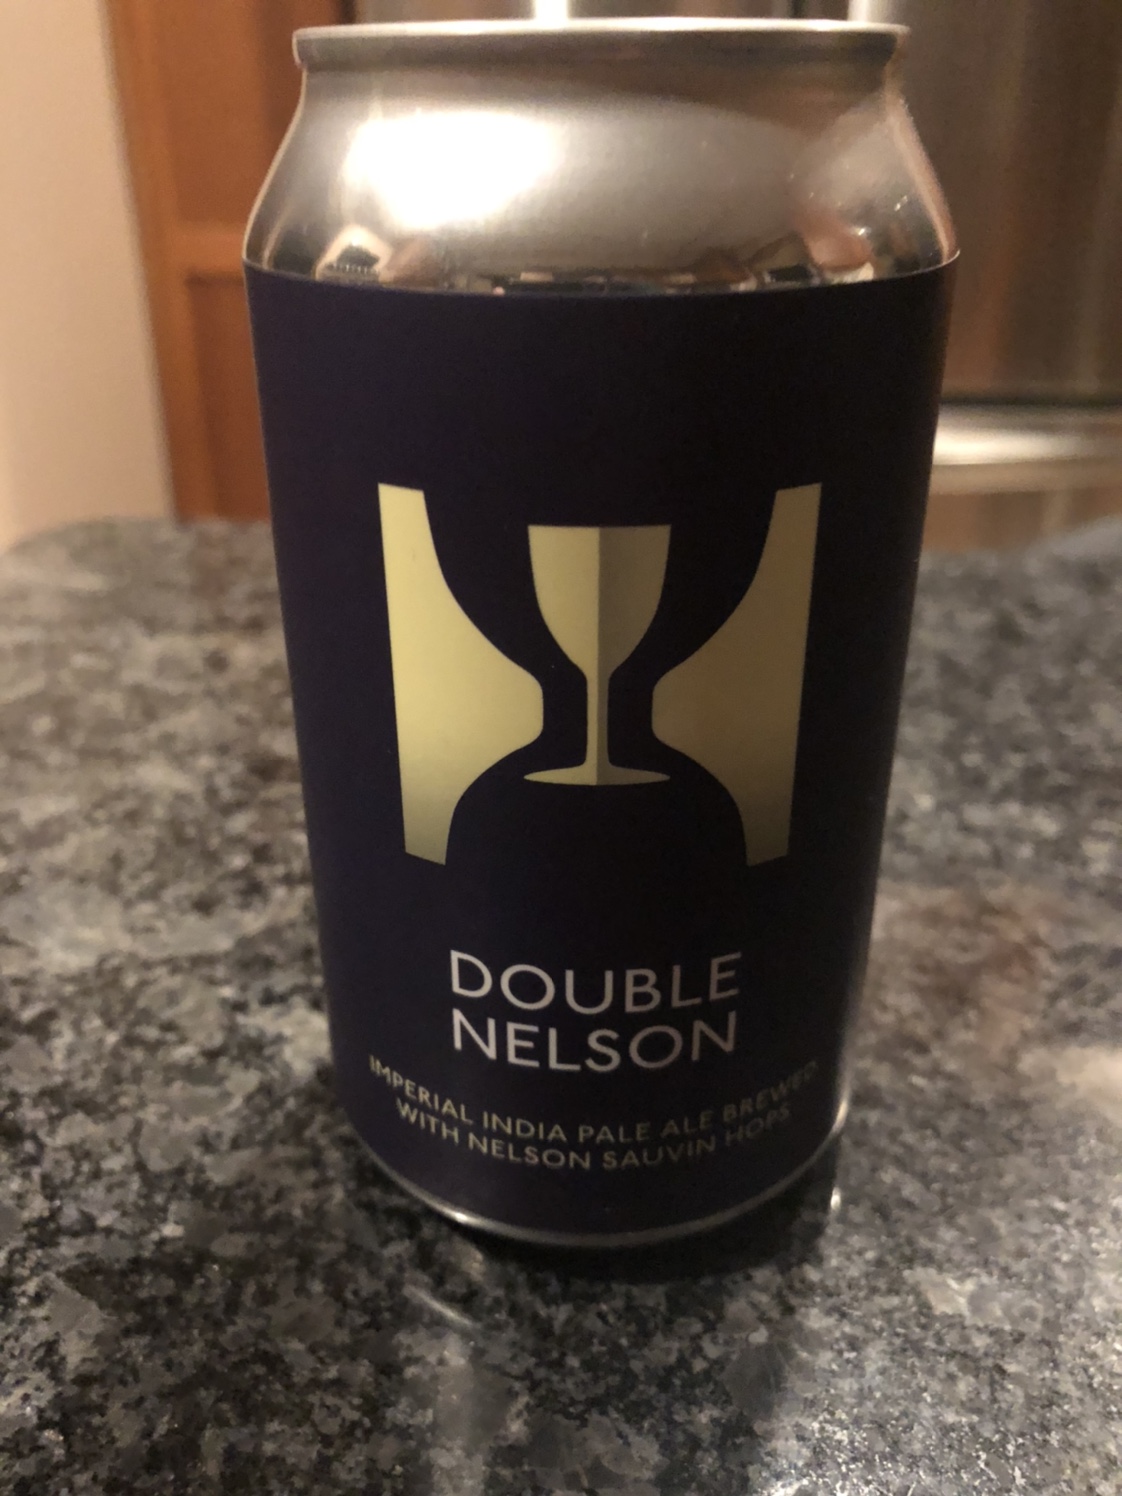 DOUBLE
NELSON
IMPERIAL INDIA PALE ALE BREWED
WITH NELSON SAUVIN HOPS